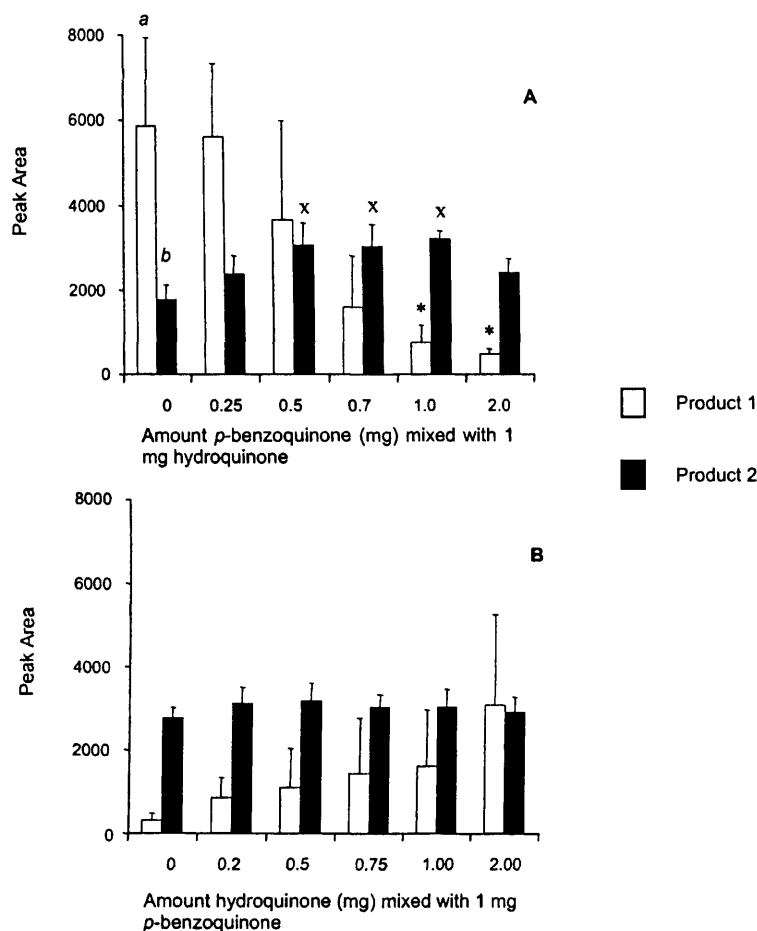 a
8000
A
6000
Peak Area
4000
x x x
b
2000
* *
0
0 0.25 0.5 0.7 1.0 2.0
Amount p-benzoquinone (mg) mixed with 1
mg hydroquinone
Product 1
Product 2
8000
B
6000
Peak Area
4000
2000
0
0 0.2 0.5 0.75 1.00 2.00
Amount hydroquinone (mg) mixed with 1 mg
p-benzoquinone